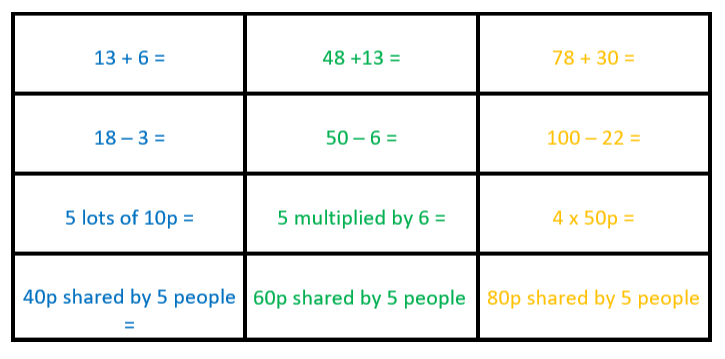 13 + 6 =
48 +13 =
78 + 30 =
18 – 3 =
50 – 6 =
100 – 22 =
5 lots of 10p =
5 multiplied by 6 =
4 x 50p =
40p shared by 5 people
=
60p shared by 5 people
80p shared by 5 people